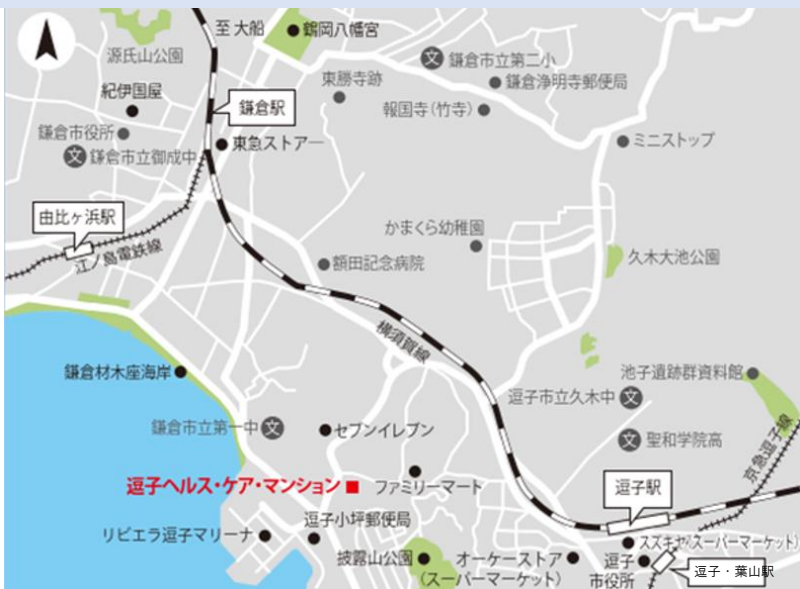 至 大船
鶴岡八幡宮
源氏山公園
鎌倉市立第二小
文
鎌倉浄明寺郵便局
東勝寺跡
紀伊国屋
鎌倉駅
報国寺(竹寺)
鎌倉市役所
東急ストアー
ミニストップ
文
鎌倉市立御成中
由比ヶ浜駅
かまくら幼稚園
江ノ島電鉄線
額田記念病院
久木大池公園
横須賀線
鎌倉材木座海岸
池子遺跡群資料館
逗子市立久木中
文
鎌倉市立第一中
文
セブンイレブン
聖和学院高
文
京急逗子線
逗子ヘルス・ケア・マンション
ファミリーマート
逗子駅
逗子小坪郵便局
リビエラ逗子マリーナ
スズキヤ(スーパーマーケット)
披露山公園
オーケーストア
(スーパーマーケット)
逗子
市役所
逗子・葉山駅